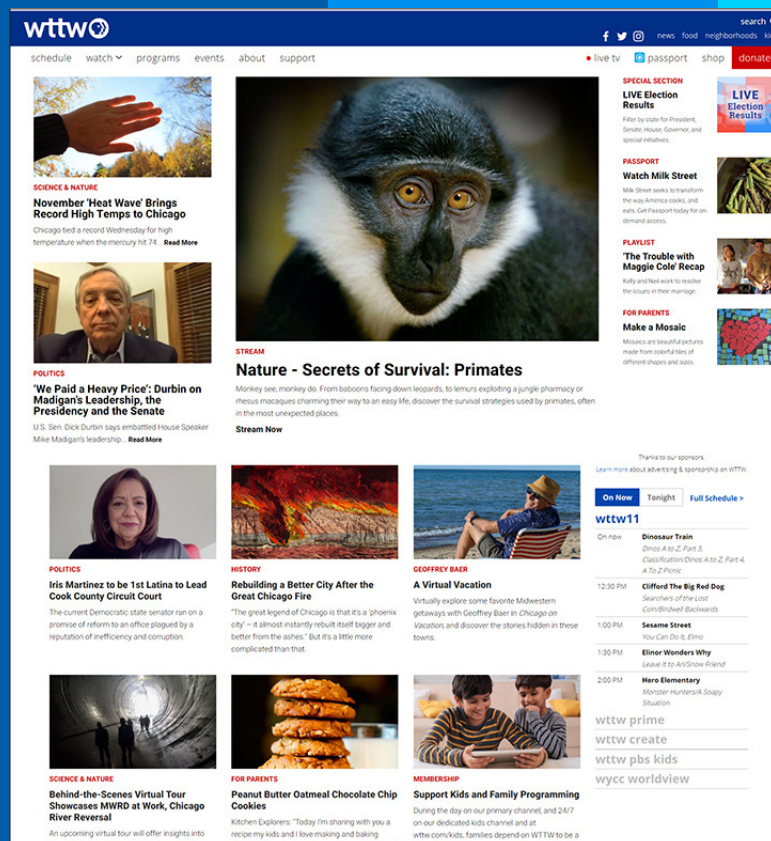 wttw
search
news food neighborhoods
schedule watch programs events about support
live tv passport shop donate
SCIENCE & NATURE
November 'Heat Wave' Brings
Record High Temps to Chicago
Chicago tied a record Wednesday for high
temperature when the mercury hit 74... Read More
POLITICS
'We Paid a Heavy Price': Durbin on
Madigan's Leadership, the
Presidency and the Senate
U.S. Sen. Dick Durbin says embattled House Speaker
Mike Madigan's leadership... Read More
STREAM
Nature - Secrets of Survival: Primates
Monkey see, monkey do. From baboons facing down leopards, to lemurs exploiting a jungle pharmacy or
rhesus macaques charming their way to an easy life, discover the survival strategies used by primates, often
in the most unexpected places.
Stream Now
SPECIAL SECTION
LIVE Election
Results
Filter by state for President,
Senate, House, Governor, and
special initiatives.
LIVE
Election
Results
PASSPORT
Watch Milk Street
Milk Street seeks to transform
the way America cooks, and
eats. Get Passport today for on
demand access.
PLAYLIST
'The Trouble with
Maggie Cole' Recap
Kelly and Neil work to resolve
the issues in their marriage.
FOR PARENTS
Make a Mosaic
Mosaics are beautiful pictures
made from colorful tiles of
different shapes and sizes.
POLITICS
Iris Martinez to be 1st Latina to Lead
Cook County Circuit Court
The current Democratic state senator ran on a
promise of reform to an office plagued by a
reputation of inefficiency and corruption.
HISTORY
Rebuilding a Better City After the
Great Chicago Fire
"The great legend of Chicago is that it's a 'phoenix
city' – it almost instantly rebuilt itself bigger and
better from the ashes." But it's a little more
complicated than that.
GEOFFREY BAER
A Virtual Vacation
Virtually explore some favorite Midwestern
getaways with Geoffrey Baer in Chicago on
Vacation, and discover the stories hidden in these
towns.
Thanks to our sponsors.
Learn more about advertising & sponsorship on WTTW.
On Now Tonight Full Schedule >
wttw11
On now Dinosaur Train
Dinos A to Z, Part 3,
Classification/Dinos A to Z, Part 4,
A To Z Picnic
12:30 PM Clifford The Big Red Dog
Searchers of the Lost
Coin/Birdwell Backwards
1:00 PM Sesame Street
You Can Do It, Elmo
1:30 PM Elinor Wonders Why
Leave it to Ari/Snow Friend
2:00 PM Hero Elementary
Monster Hunters/A Soapy
Situation
wttw prime
wttw create
wttw pbs kids
wycc worldview
SCIENCE & NATURE
Behind-the-Scenes Virtual Tour
Showcases MWRD at Work, Chicago
River Reversal
An upcoming virtual tour will offer insights into
FOR PARENTS
Peanut Butter Oatmeal Chocolate Chip
Cookies
Kitchen Explorers: "Today I'm sharing with you a
recipe my kids and I love making and baking
MEMBERSHIP
Support Kids and Family Programming
During the day on our primary channel, and 24/7
on our dedicated kids channel and at
wttw.com/kids, families depend on WTTW to be a